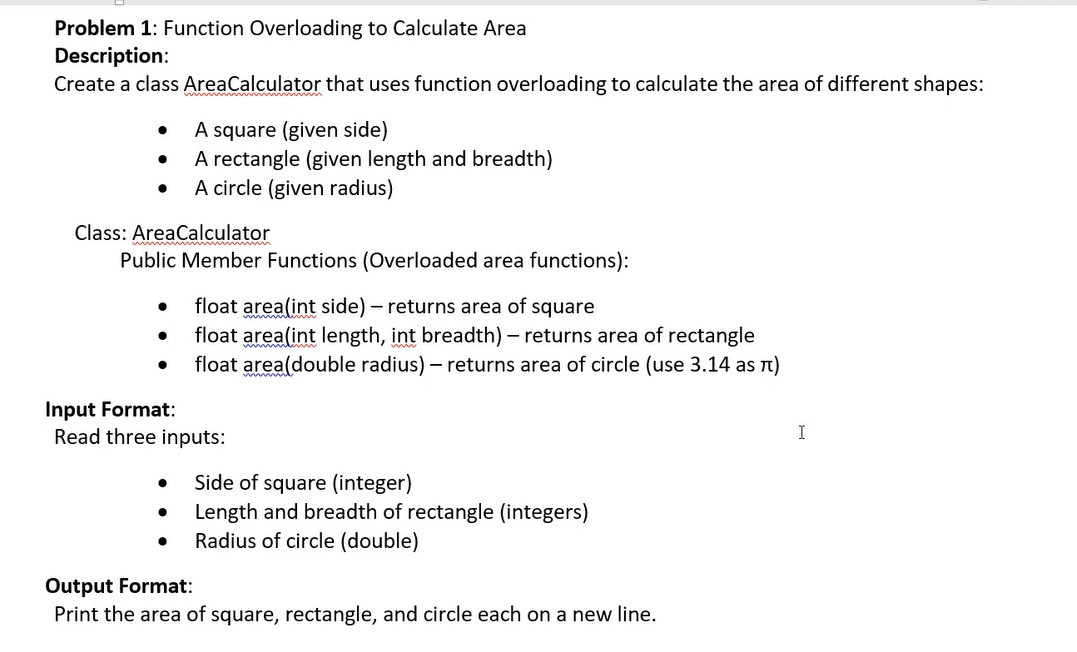 Problem 1: Function Overloading to Calculate Area
Description:
Create a class AreaCalculator that uses function overloading to calculate the area of different shapes:
• A square (given side)
• A rectangle (given length and breadth)
• A circle (given radius)
Class: AreaCalculator
Public Member Functions (Overloaded area functions):
• float area(int side) – returns area of square
• float area(int length, int breadth) – returns area of rectangle
• float area(double radius) – returns area of circle (use 3.14 as π)
Input Format:
Read three inputs:
• Side of square (integer)
• Length and breadth of rectangle (integers)
• Radius of circle (double)
Output Format:
Print the area of square, rectangle, and circle each on a new line.